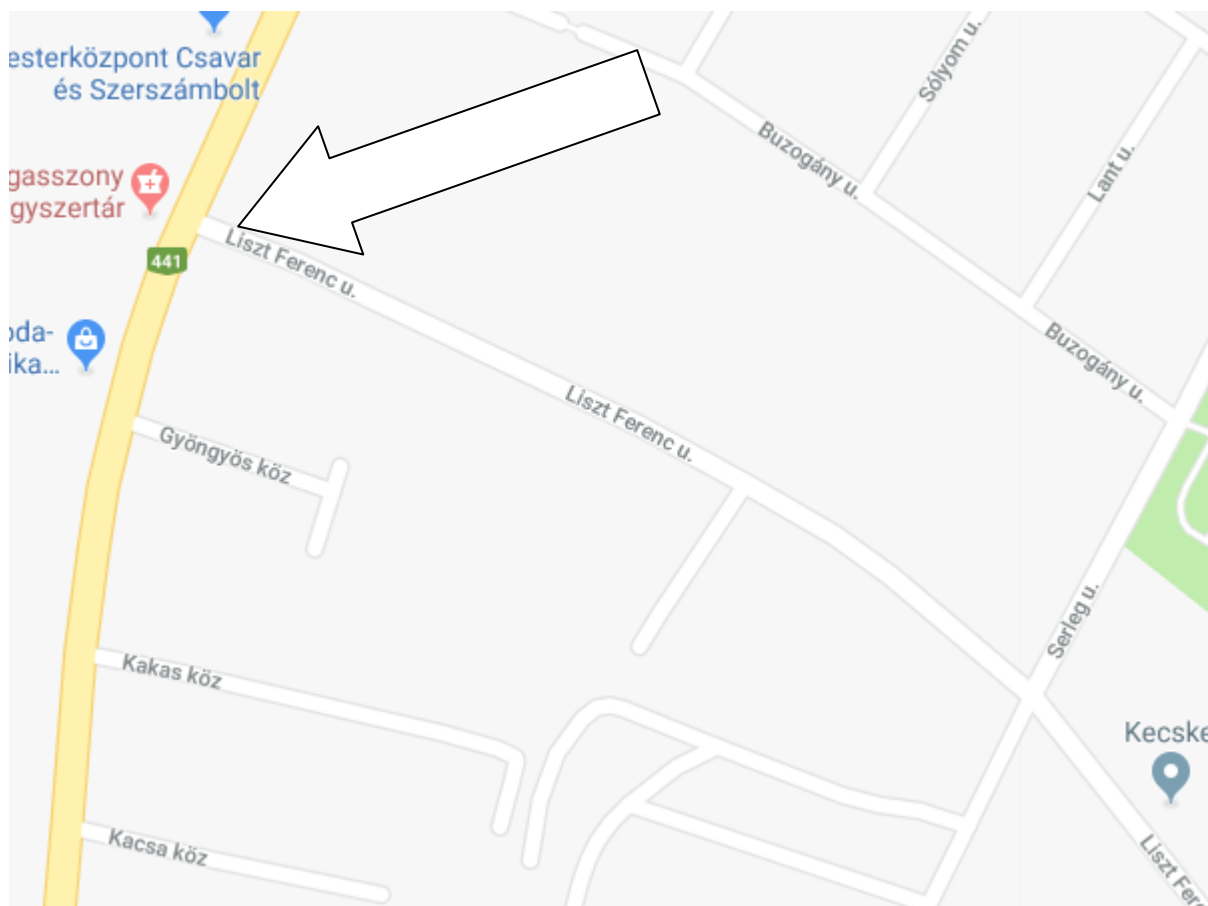 esterközpont Csavar
és Szerszámbolt
Sólyom u.
Buzogány u.
Lant u.
gasszony
gyszertár
Liszt Ferenc u.
441
oda-
ika...
Buzogány u.
Liszt Ferenc u.
Gyöngyös köz
Serleg u.
Kakas köz
Kecske
Kacsa köz
Liszt Fere